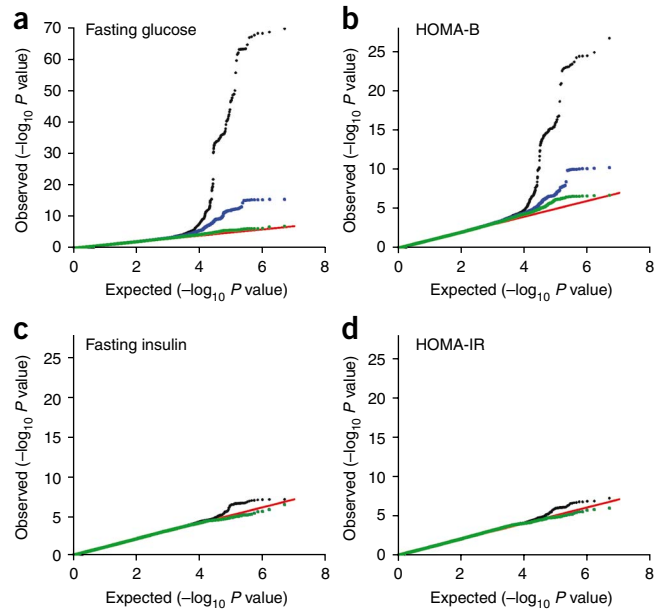 a
Fasting glucose
70
60
50
40
30
20
10
0
0 2 4 6 8
Observed (−log10 P value)
Expected (−log10 P value)
b
HOMA-B
25
20
15
10
5
0
0 2 4 6 8
Observed (−log10 P value)
Expected (−log10 P value)
c
Fasting insulin
25
20
15
10
5
0
0 2 4 6 8
Observed (−log10 P value)
Expected (−log10 P value)
d
HOMA-IR
25
20
15
10
5
0
0 2 4 6 8
Observed (−log10 P value)
Expected (−log10 P value)